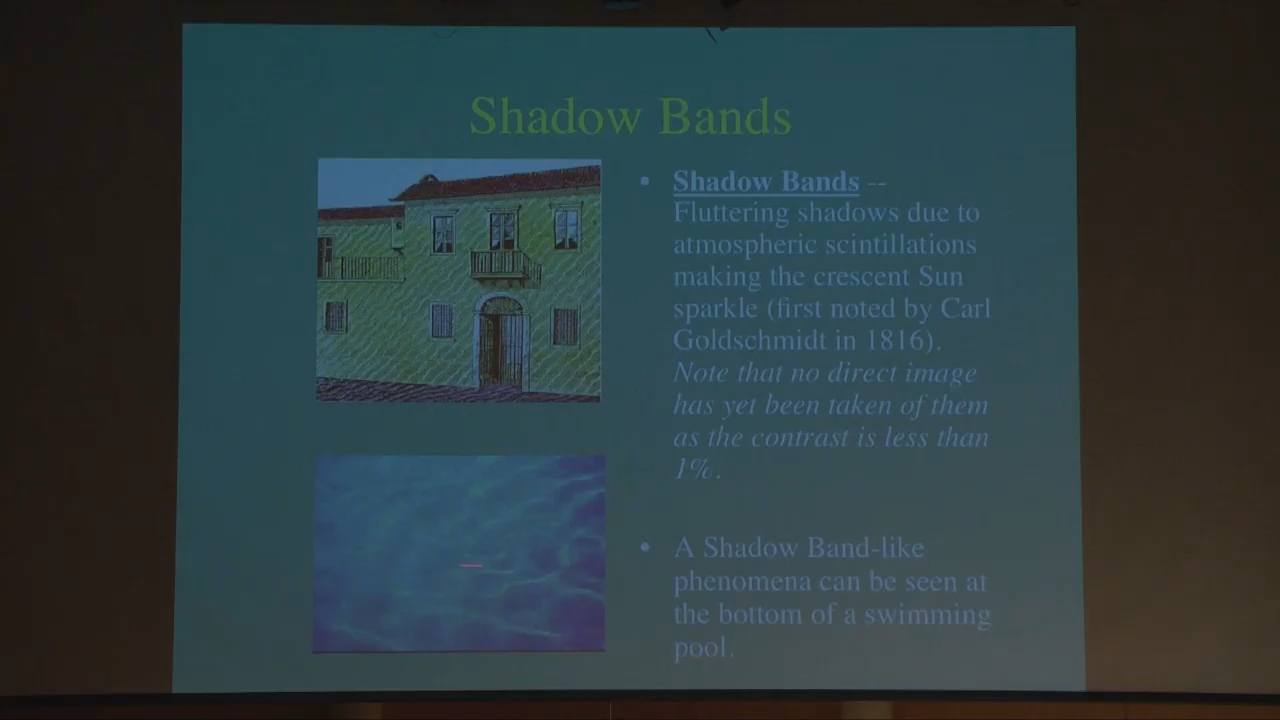 Shadow Bands
• Shadow Bands --
Fluttering shadows due to
atmospheric scintillations
making the crescent Sun
sparkle (first noted by Carl
Goldschmidt in 1816).
Note that no direct image
has yet been taken of them
as the contrast is less than
1%.
• A Shadow Band-like
phenomena can be seen at
the bottom of a swimming
pool.